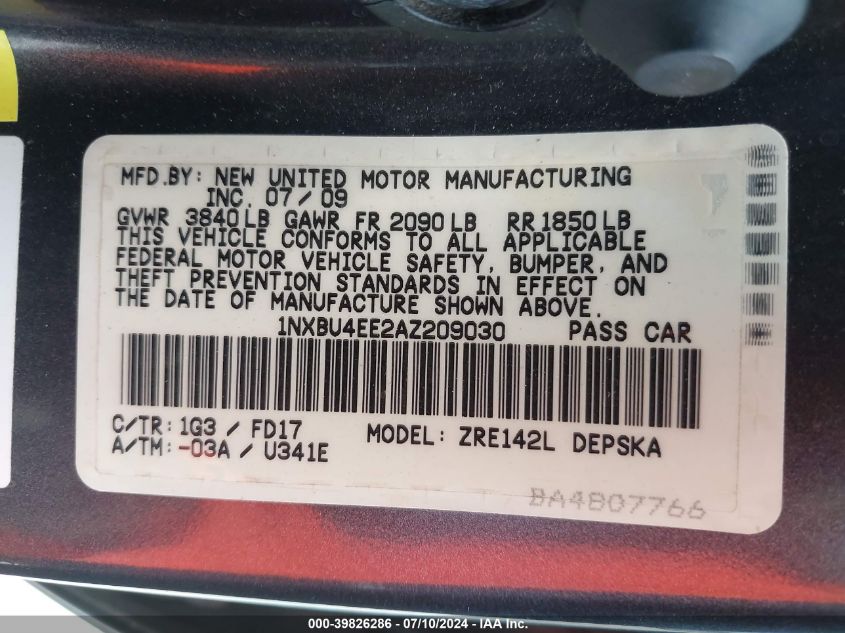 MFD.BY: NEW UNITED MOTOR MANUFACTURING
INC. 07/09
GVWR 3840LB GAWR FR 2090LB RR 1850LB
THIS VEHICLE CONFORMS TO ALL APPLICABLE
FEDERAL MOTOR VEHICLE SAFETY, BUMPER, AND
THEFT PREVENTION STANDARDS IN EFFECT ON
THE DATE OF MANUFACTURE SHOWN ABOVE.
1NXBU4EE2AZ209030 PASS CAR
C/TR: 1G3 / FD17 MODEL: ZRE142L DEPSKA
A/TM: -03A / U341E
BA4807766
000-39826286 - 07/10/2024 - IAA Inc.